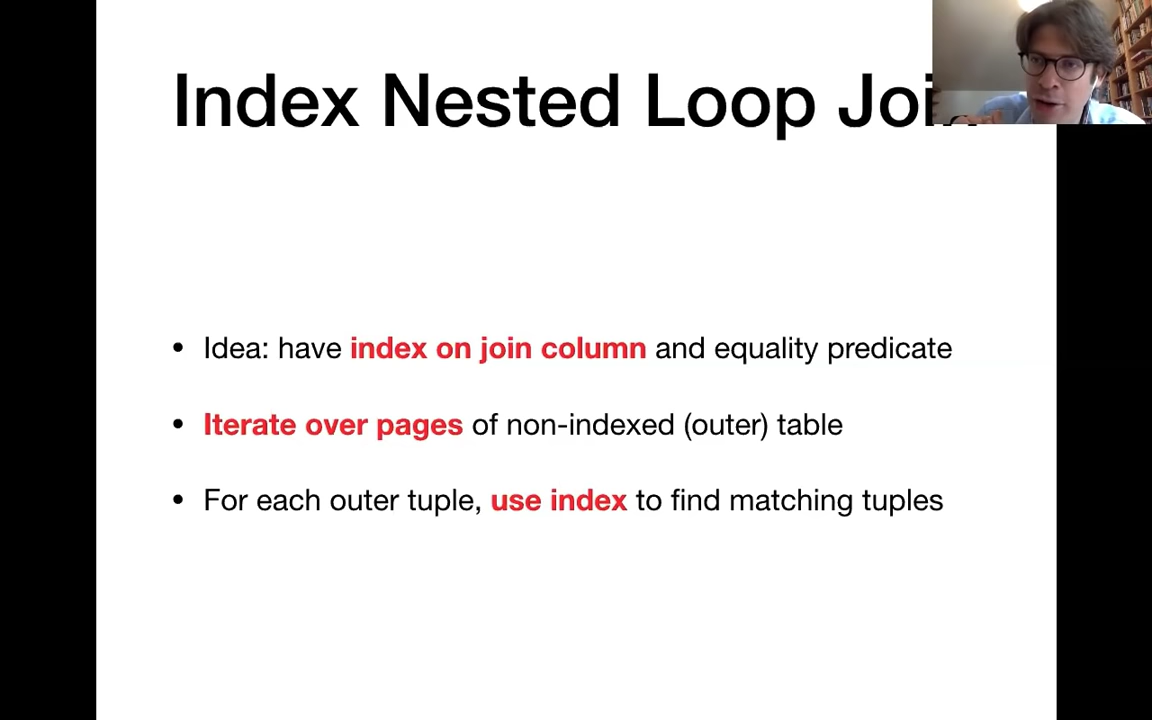 Index Nested Loop Join
• Idea: have index on join column and equality predicate
• Iterate over pages of non-indexed (outer) table
• For each outer tuple, use index to find matching tuples